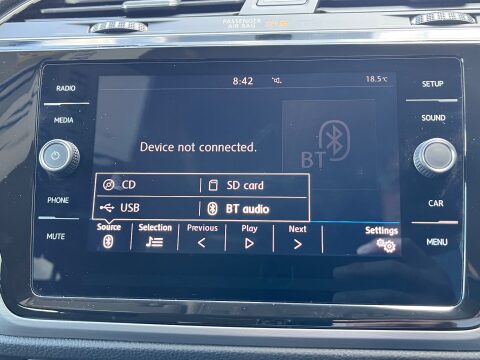 PASSENGER
AIR BAG
RADIO
MEDIA
PHONE
MUTE
8:42
18.5°C
Device not connected.
BT
CD
SD card
USB
BT audio
Source
Selection
Previous
Play
Next
Settings
SETUP
SOUND
CAR
MENU